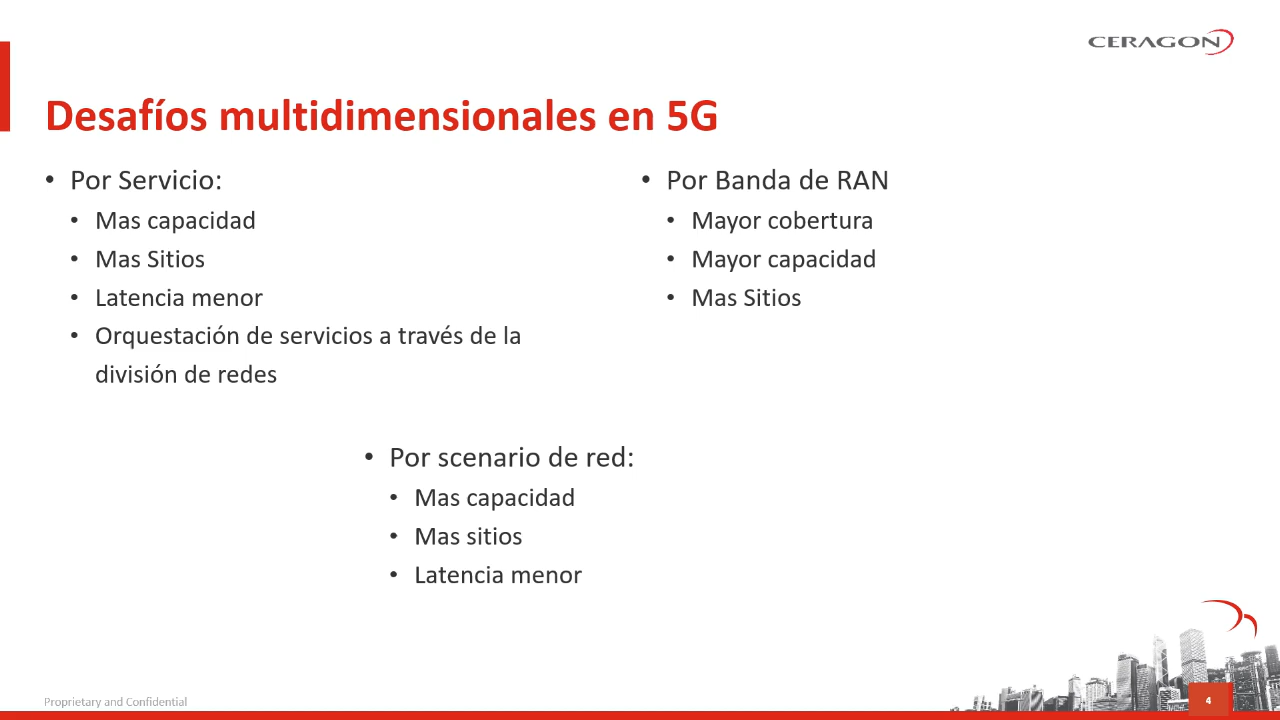 CERAGON
Desafíos multidimensionales en 5G
• Por Servicio:
• Mas capacidad
• Mas Sitios
• Latencia menor
• Orquestación de servicios a través de la
división de redes
• Por Banda de RAN
• Mayor cobertura
• Mayor capacidad
• Mas Sitios
• Por scenario de red:
• Mas capacidad
• Mas sitios
• Latencia menor
Proprietary and Confidential
4